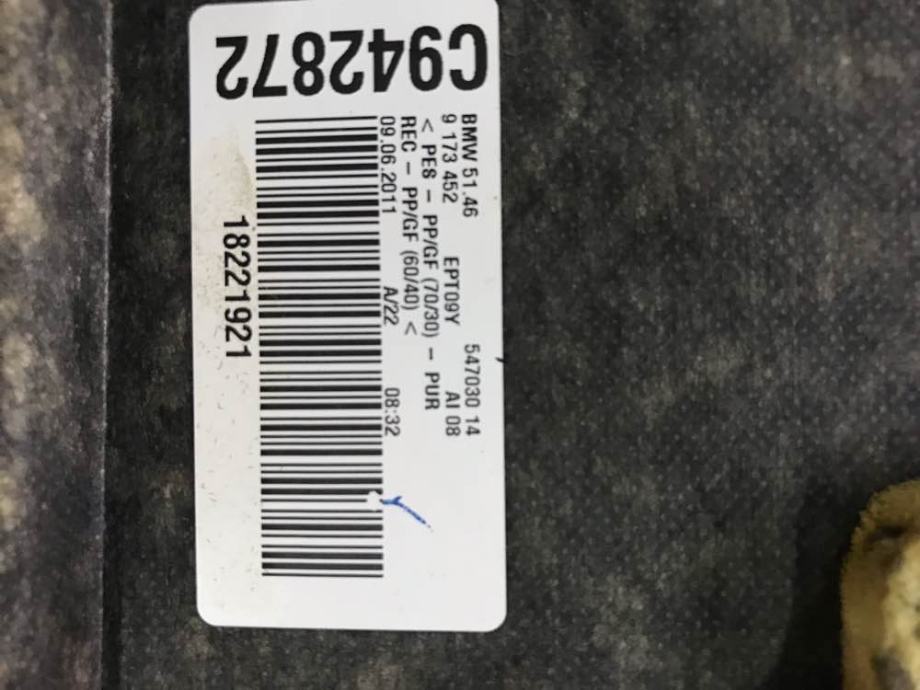 C942872
BMW 51.46 547030 14
9 173 452 EPT09Y AI 08
< PES - PP/GF (70/30) - PUR
REC - PP/GF (60/40) <
09.06.2011 A/22 08:32
18221921